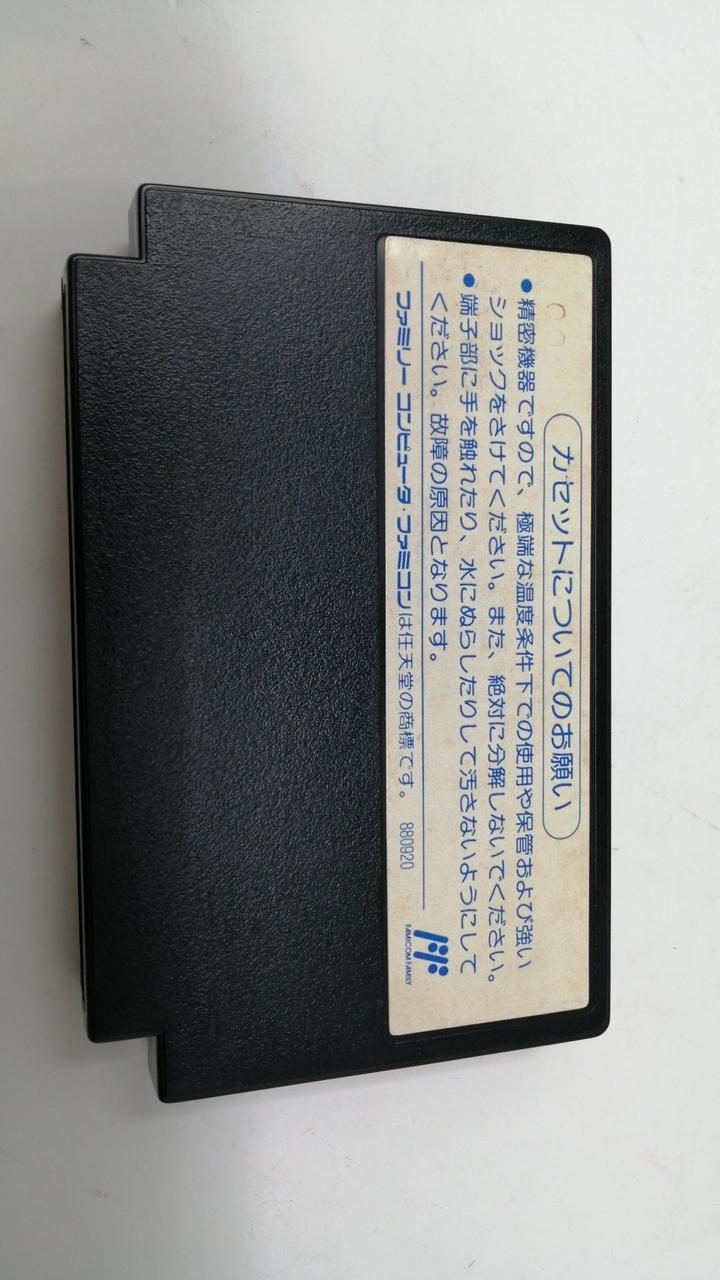 カセットについてのお願い
●精密機器ですので、極端な温度条件下での使用や保管および強い
ショックをさけてください。また、絶対に分解しないでください。
●端子部に手を触れたり、水にぬらしたりして汚さないようにして
ください。故障の原因となります。
ファミリーコンピュータ・ファミコンは任天堂の商標です。 880920
FAMICOM FAMILY